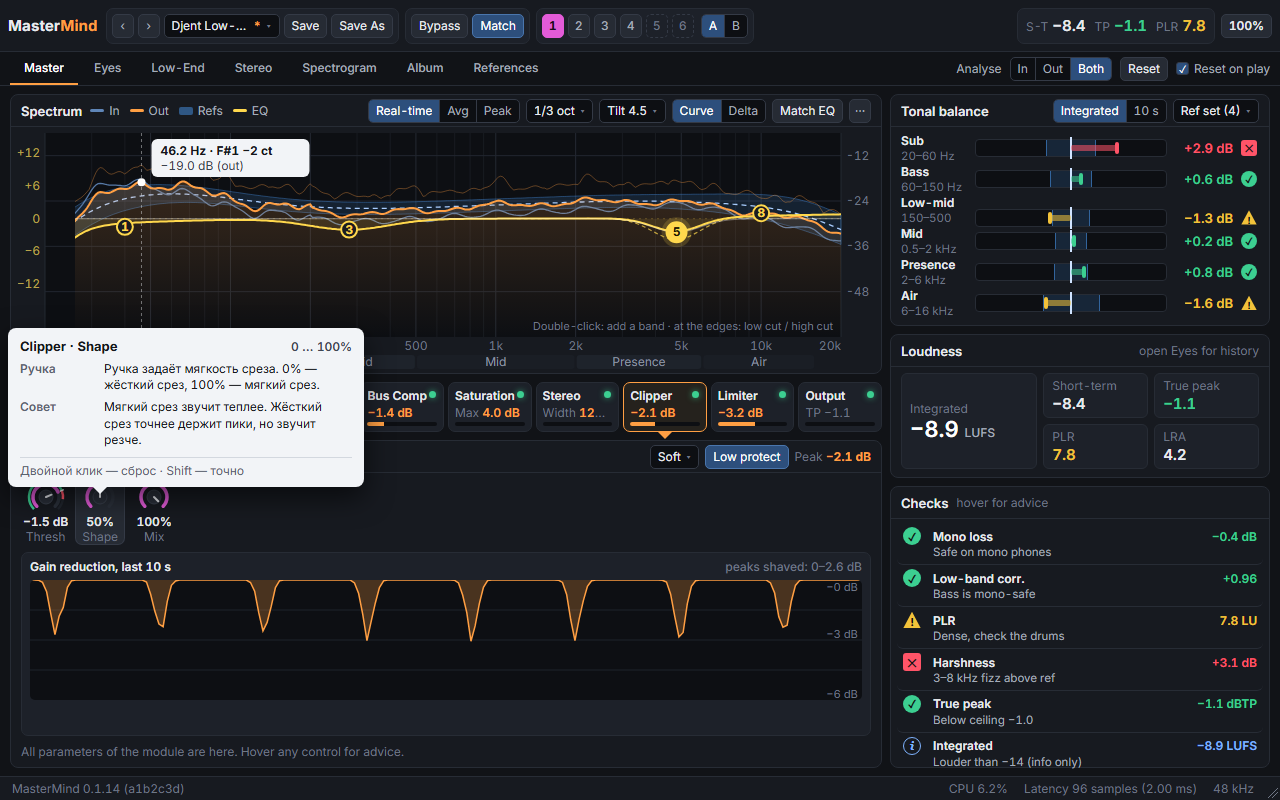 MasterMind ‹ › Djent Low-... * Save Save As Bypass Match 1 2 3 4 5 6 A B S-T −8.4 TP −1.1 PLR 7.8 100%
Master Eyes Low-End Stereo Spectrogram Album References Analyse In Out Both Reset Reset on play
Spectrum In Out Refs EQ Real-time Avg Peak 1/3 oct Tilt 4.5 Curve Delta Match EQ ...
46.2 Hz · F#1 −2 ct
−19.0 dB (out)
+12 −12
+6 −24
0 −36
−6 −48
−12
1 3 5 8
Double-click: add a band · at the edges: low cut / high cut
500 1k 2k 5k 10k 20k
Mid Presence Air
Clipper · Shape 0 … 100%
Ручка Ручка задаёт мягкость среза. 0% —
жёсткий срез, 100% — мягкий срез.
Совет Мягкий срез звучит теплее. Жёсткий
срез точнее держит пики, но звучит
резче.
Двойной клик — сброс · Shift — точно
Bus Comp
−1.4 dB
Saturation
Max 4.0 dB
Stereo
Width 12...
Clipper
−2.1 dB
Limiter
−3.2 dB
Output
TP −1.1
Soft Low protect Peak −2.1 dB
−1.5 dB 50% 100%
Thresh Shape Mix
Gain reduction, last 10 s peaks shaved: 0–2.6 dB
−0 dB
−3 dB
−6 dB
All parameters of the module are here. Hover any control for advice.
Tonal balance Integrated 10 s Ref set (4)
Sub
20–60 Hz
+2.9 dB
Bass
60–150 Hz
+0.6 dB
Low-mid
150–500
−1.3 dB
Mid
0.5–2 kHz
+0.2 dB
Presence
2–6 kHz
+0.8 dB
Air
6–16 kHz
−1.6 dB
Loudness open Eyes for history
Integrated
−8.9 LUFS
Short-term
−8.4
True peak
−1.1
PLR
7.8
LRA
4.2
Checks hover for advice
Mono loss −0.4 dB
Safe on mono phones
Low-band corr. +0.96
Bass is mono-safe
PLR 7.8 LU
Dense, check the drums
Harshness +3.1 dB
3–8 kHz fizz above ref
True peak −1.1 dBTP
Below ceiling −1.0
Integrated −8.9 LUFS
Louder than −14 (info only)
MasterMind 0.1.14 (a1b2c3d) CPU 6.2% Latency 96 samples (2.00 ms) 48 kHz